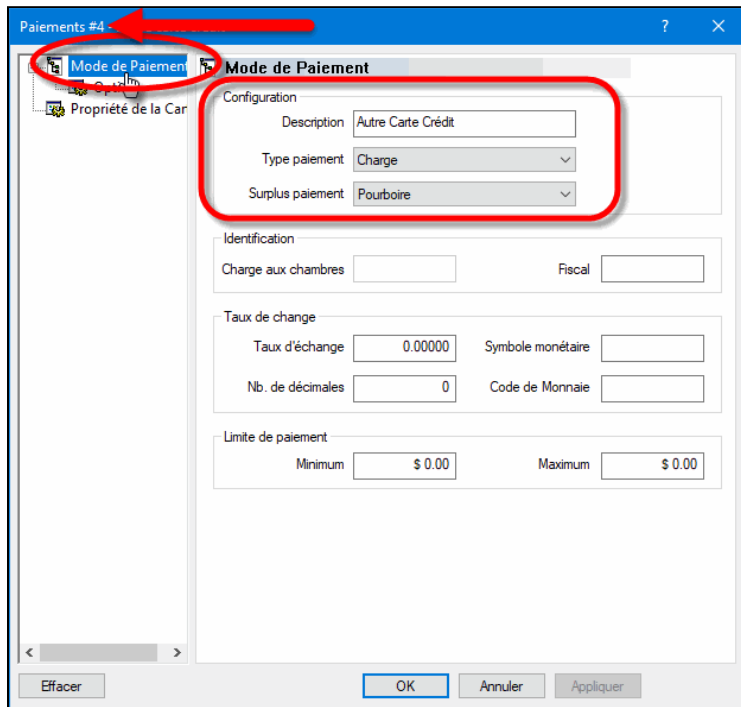 Paiements #4 -
Mode de Paiement
Propriété de la Car
Mode de Paiement
Configuration
Description Autre Carte Crédit
Type paiement Charge
Surplus paiement Pourboire
Identification
Charge aux chambres Fiscal
Taux de change
Taux d'échange 0.00000 Symbole monétaire
Nb. de décimales 0 Code de Monnaie
Limite de paiement
Minimum $ 0.00 Maximum $ 0.00
Effacer OK Annuler Appliquer